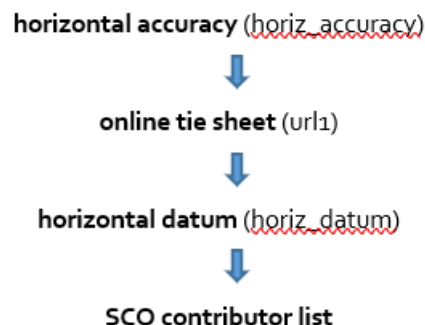 horizontal accuracy (horiz_accuracy)
online tie sheet (url1)
horizontal datum (horiz_datum)
SCO contributor list